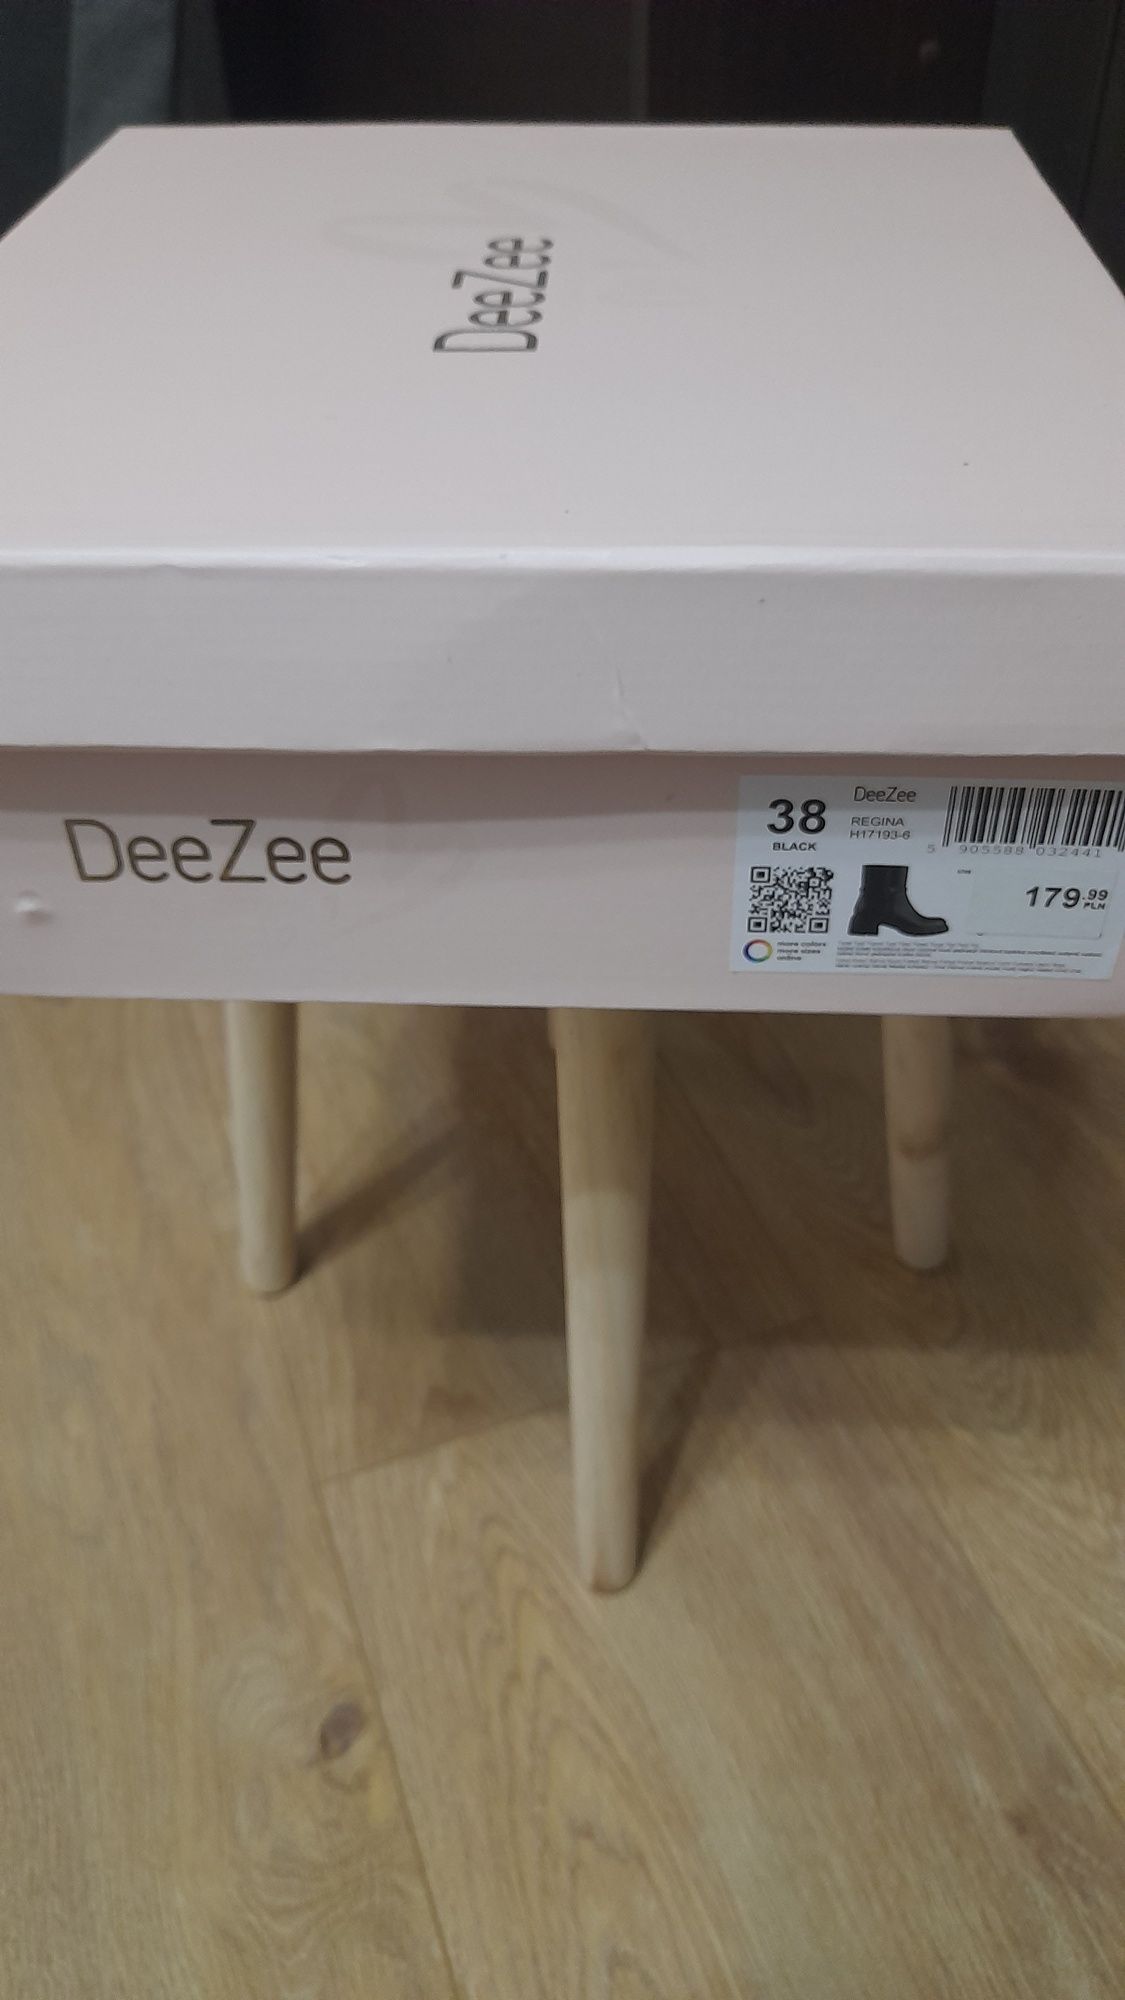 DeeZee
DeeZee
38
BLACK
DeeZee
REGINA
H17193-6
5 905588 032441
179.99
PLN
more colors
more sizes
online